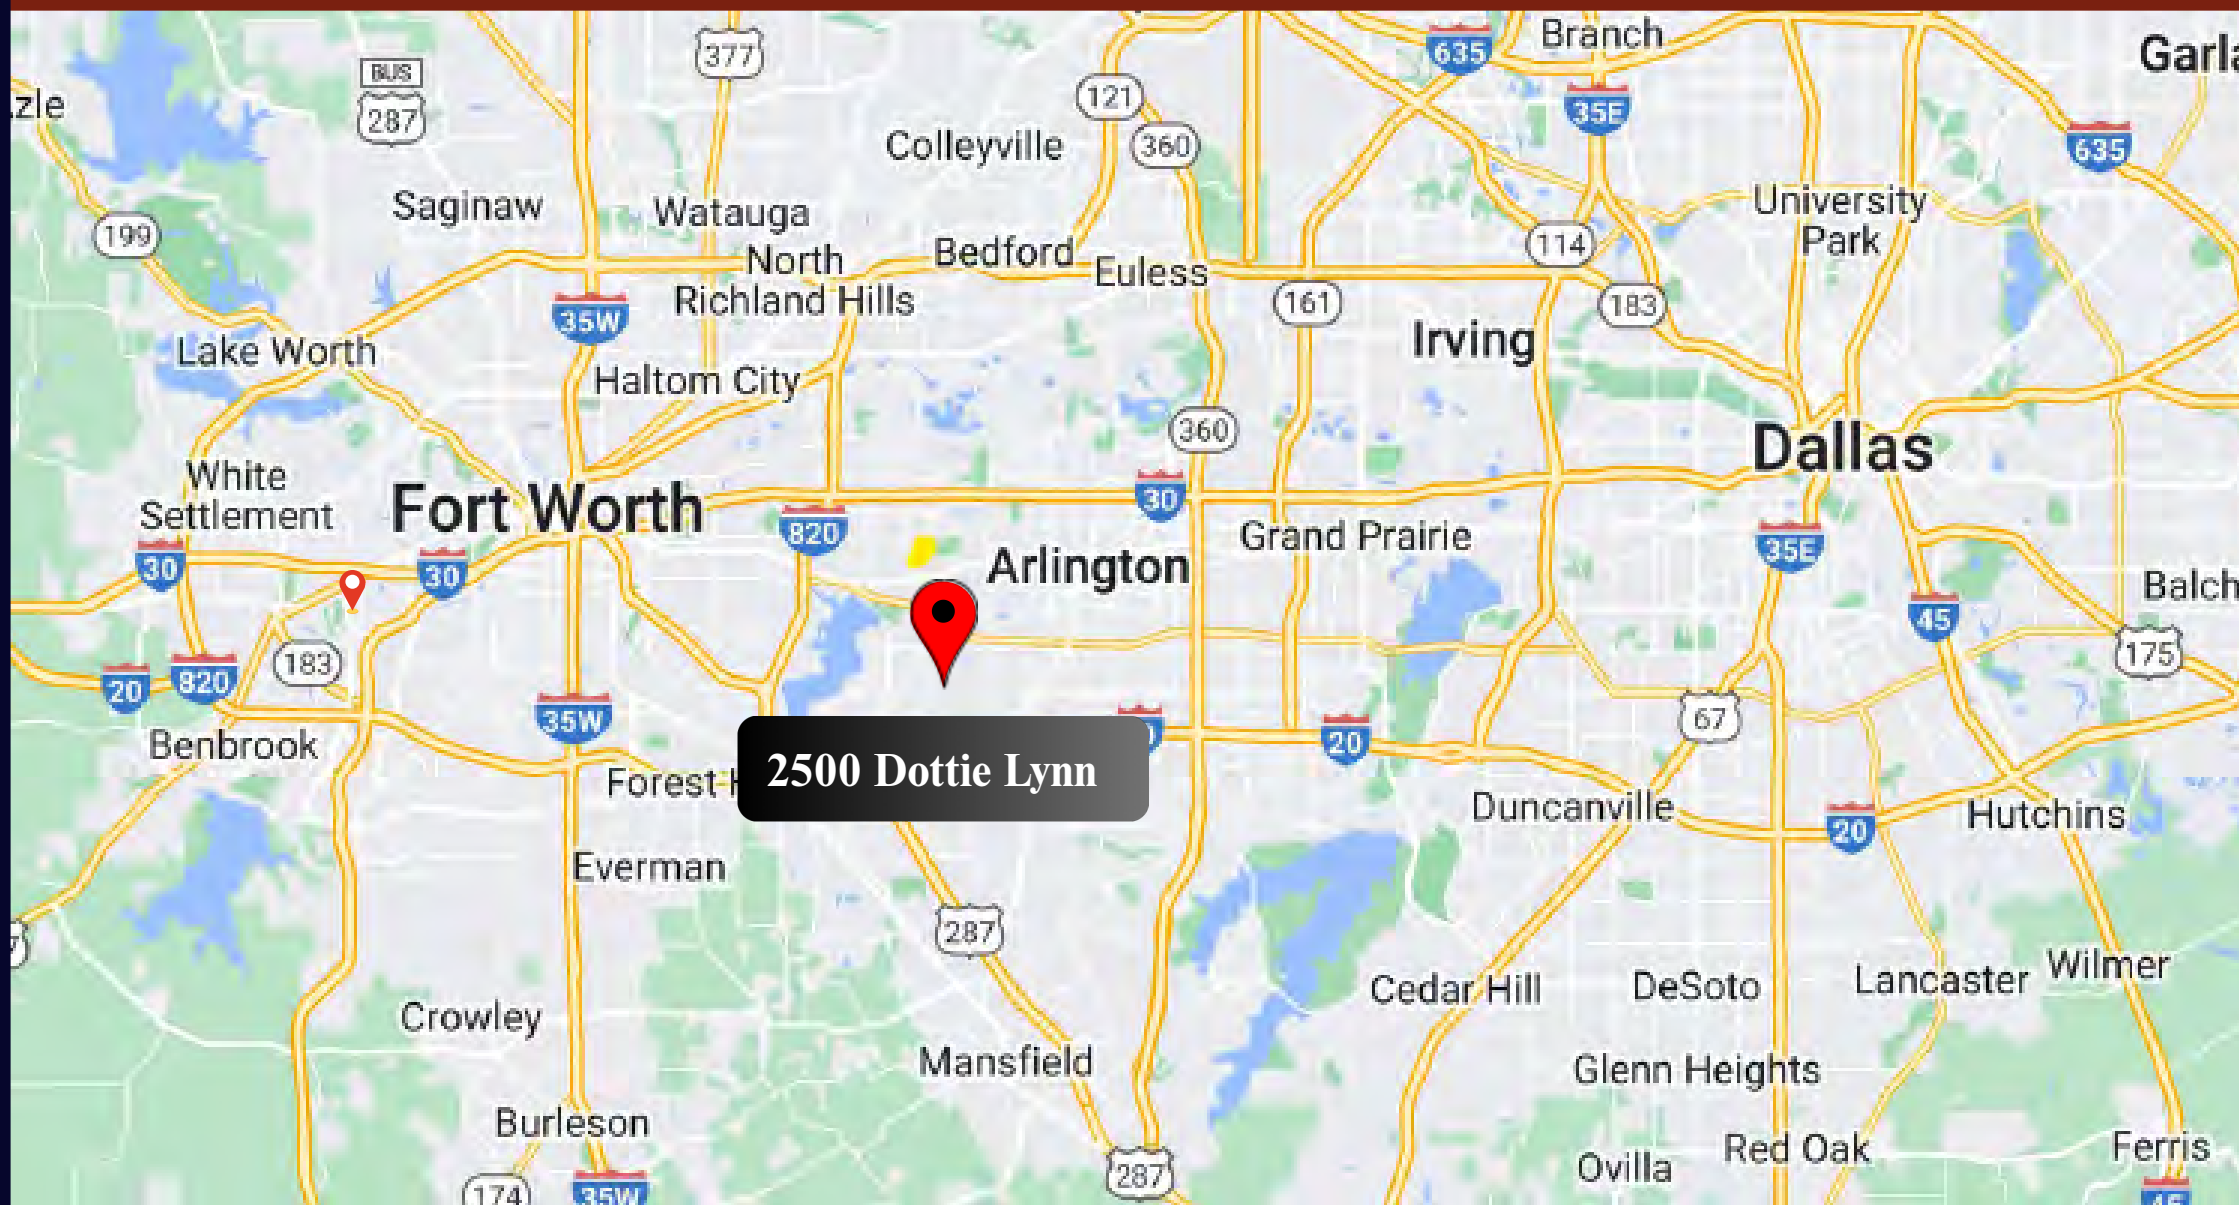 Branch
635
Garla
377
BUS
287
35E
121
zle
635
360
Colleyville
Saginaw
Watauga
University
Park
199
114
North
Richland Hills
Bedford
Euless
161
183
35W
Irving
Lake Worth
Haltom City
360
Dallas
White
Settlement
Fort Worth
30
820
Grand Prairie
35E
30
30
Arlington
Balch
45
183
175
20
820
35W
67
Benbrook
20
Forest H
2500 Dottie Lynn
Duncanville
20
Hutchins
Everman
287
Cedar Hill
DeSoto
Lancaster
Wilmer
Crowley
Mansfield
Glenn Heights
Burleson
Red Oak
Ferris
Ovilla
287
174
35W
45